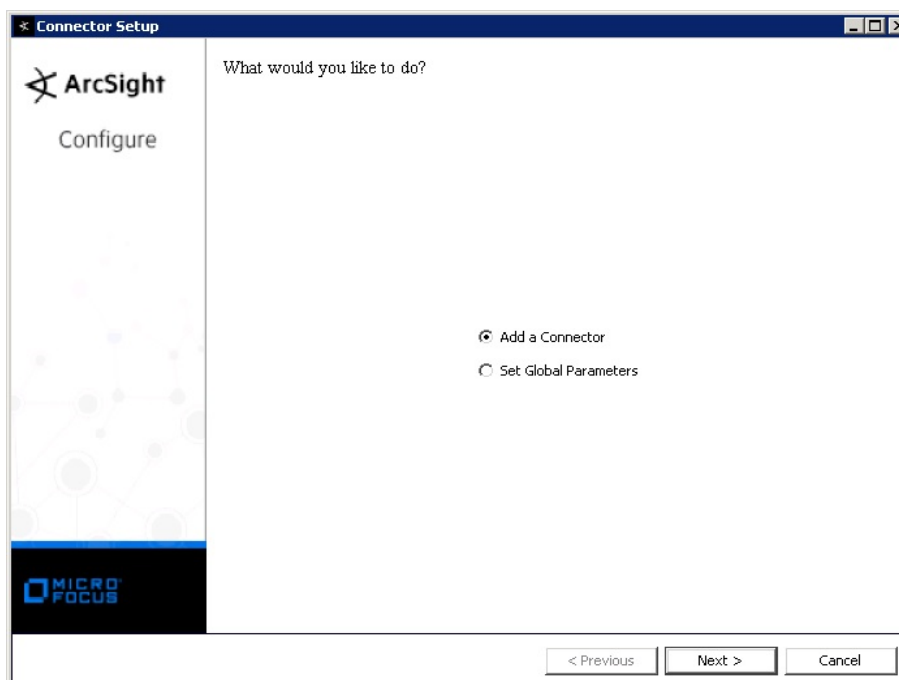 Connector Setup
ArcSight
Configure
What would you like to do?
Add a Connector
Set Global Parameters
MICRO
FOCUS
< Previous
Next >
Cancel